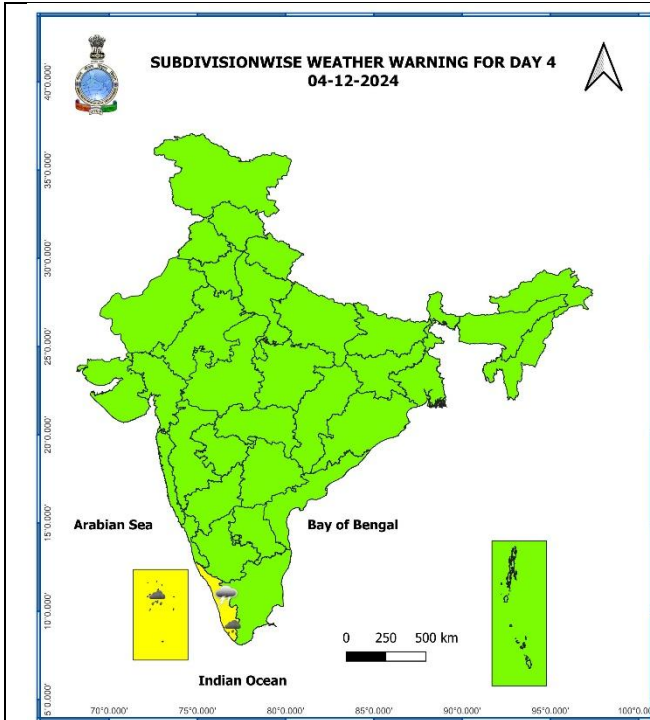 SUBDIVISIONWISE WEATHER WARNING FOR DAY 4
04-12-2024
40°0.000'
35°0.000'
30°0.000'
25°0.000'
20°0.000'
15°0.000'
10°0.000'
5°0.000'
Arabian Sea
Bay of Bengal
0 250 500 km
Indian Ocean
70°0.000' 75°0.000' 80°0.000' 85°0.000' 90°0.000' 95°0.000' 100°0.000'